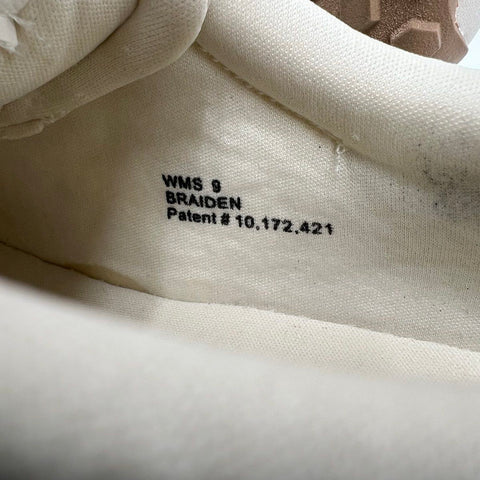 WMS 9
BRAIDEN
Patent # 10,172,421